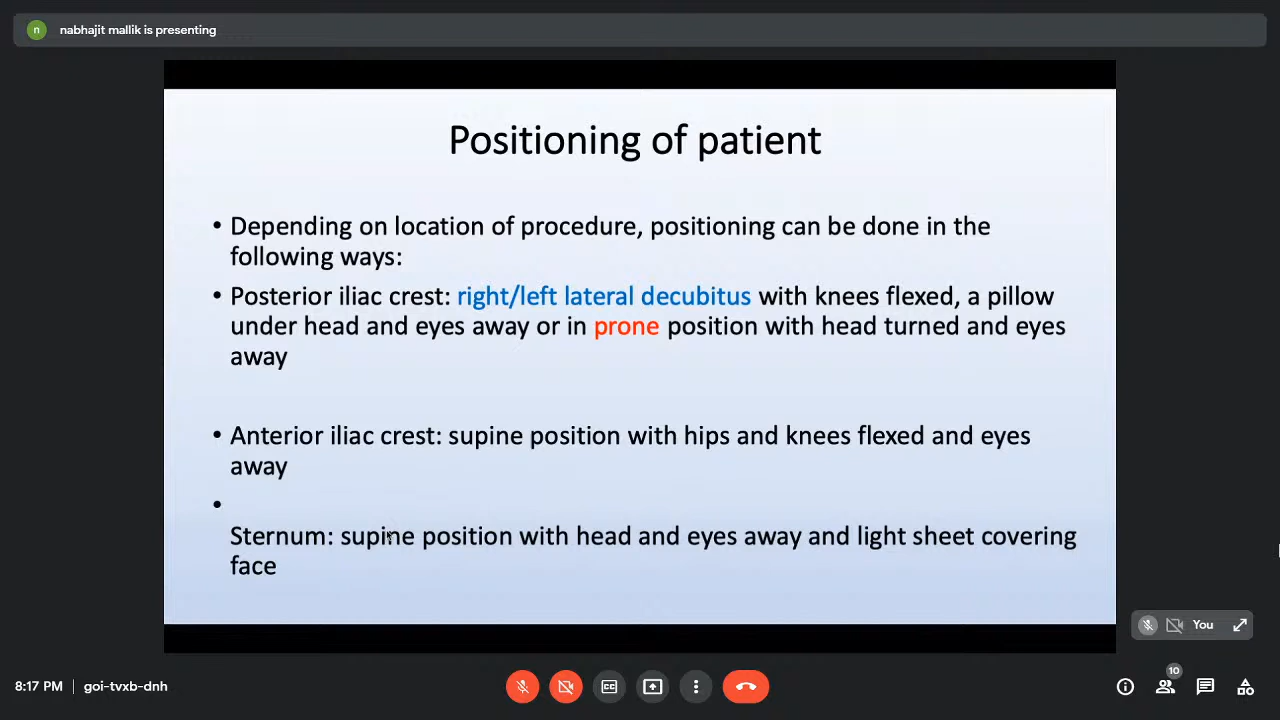 n
nabhajit mallik is presenting
Positioning of patient
• Depending on location of procedure, positioning can be done in the
following ways:
• Posterior iliac crest: right/left lateral decubitus with knees flexed, a pillow
under head and eyes away or in prone position with head turned and eyes
away
• Anterior iliac crest: supine position with hips and knees flexed and eyes
away
•
Sternum: supine position with head and eyes away and light sheet covering
face
You
8:17 PM | goi-tvxb-dnh
10